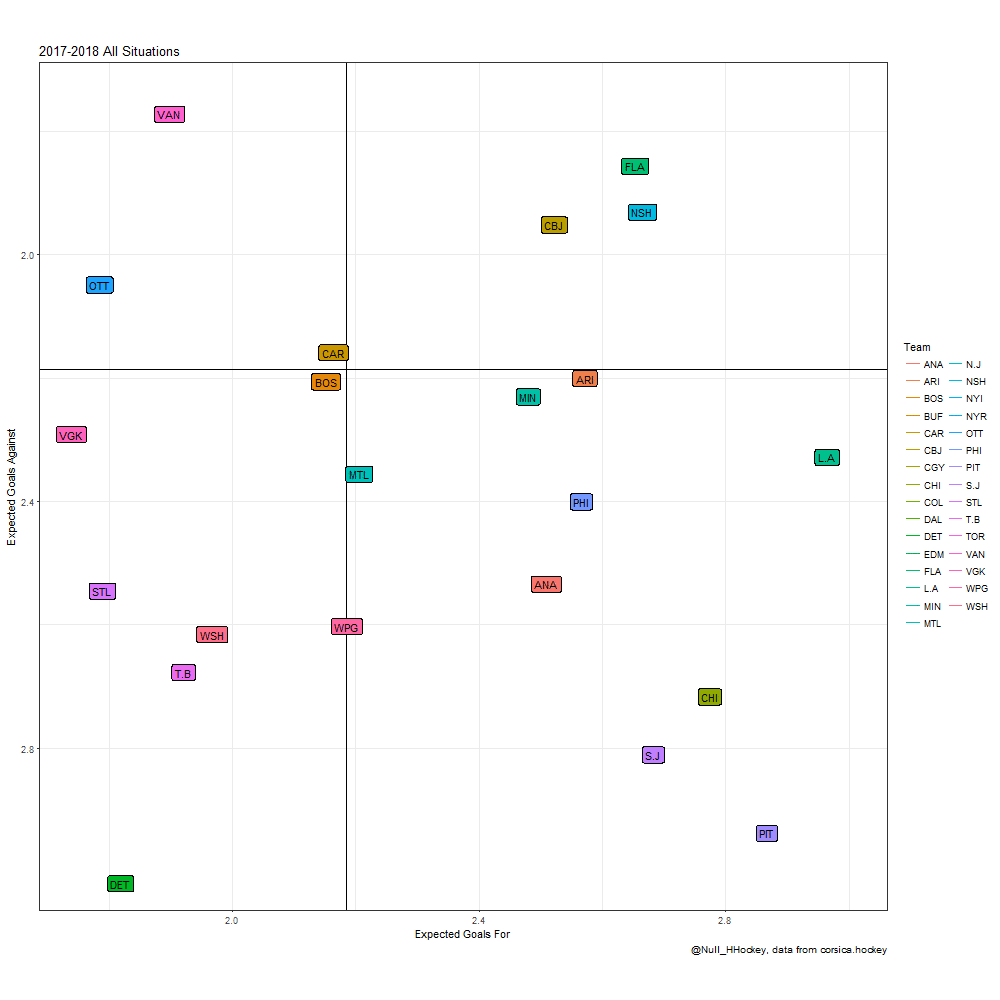 2017-2018 All Situations
VAN
FLA
NSH
CBJ
2.0
OTT
CAR
BOS
ARI
MIN
VGK
L.A
MTL
2.4
PHI
Expected Goals Against
STL
ANA
WSH
WPG
T.B
CHI
2.8
S.J
PIT
DET
2.0 2.4 2.8
Expected Goals For
@Null_HHockey, data from corsica.hockey
Team
ANA N.J
ARI NSH
BOS NYI
BUF NYR
CAR OTT
CBJ PHI
CGY PIT
CHI S.J
COL STL
DAL T.B
DET TOR
EDM VAN
FLA VGK
L.A WPG
MIN WSH
MTL